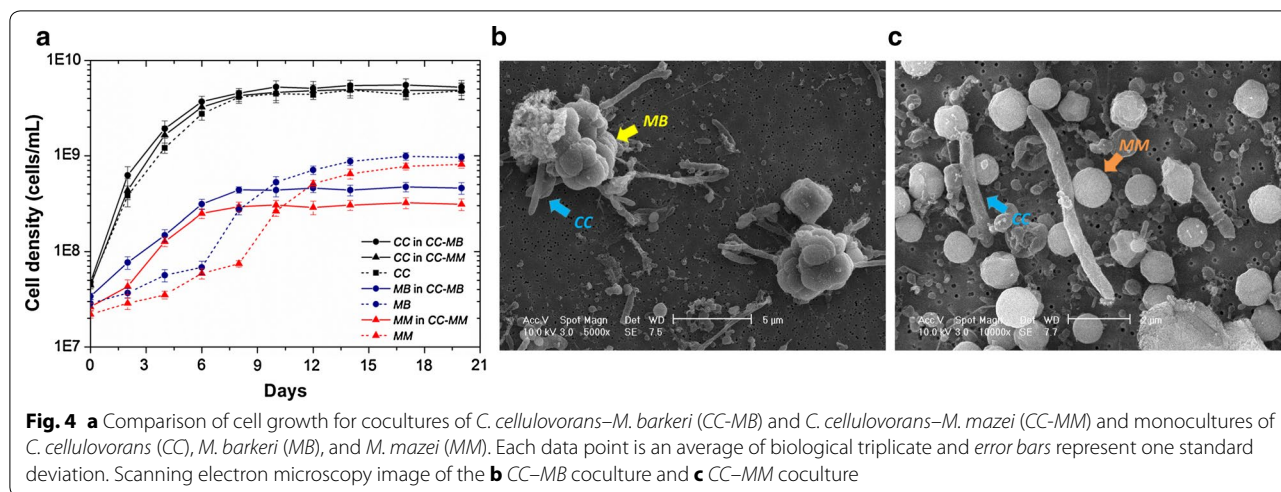 a
1E10
1E9
1E8
1E7
Cell density (cells/mL)
0 3 6 9 12 15 18 21
Days
CC in CC-MB
CC in CC-MM
CC
MB in CC-MB
MB
MM in CC-MM
MM
b
MB
CC
Acc.V Spot Magn Det WD
10.0 kV 3.0 5000x SE 7.5 5 µm
c
MM
CC
Acc.V Spot Magn Det WD
10.0 kV 3.0 10000x SE 7.7 2 µm
Fig. 4 a Comparison of cell growth for cocultures of C. cellulovorans–M. barkeri (CC-MB) and C. cellulovorans–M. mazei (CC-MM) and monocultures of
C. cellulovorans (CC), M. barkeri (MB), and M. mazei (MM). Each data point is an average of biological triplicate and error bars represent one standard
deviation. Scanning electron microscopy image of the b CC–MB coculture and c CC–MM coculture